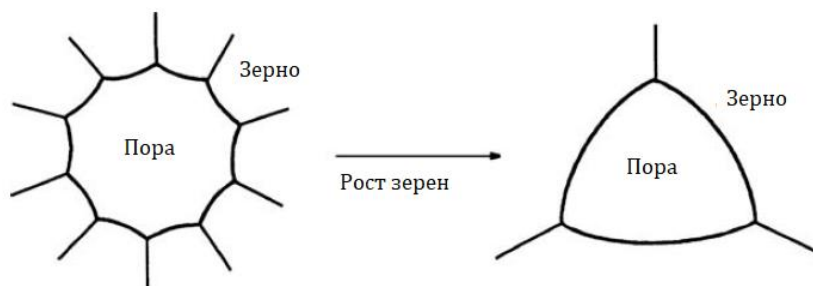 Зерно
Пора
Рост зерен
Зерно
Пора